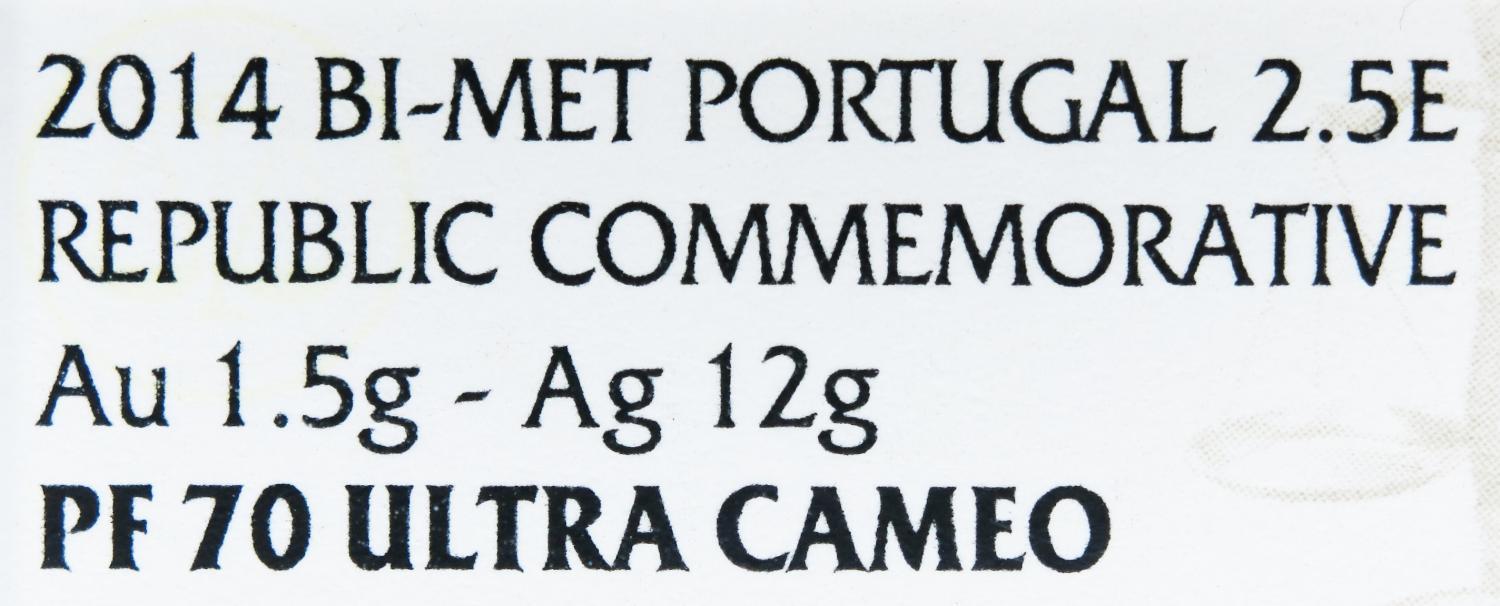 2014 BI-MET PORTUGAL 2.5E
REPUBLIC COMMEMORATIVE
Au 1.5g - Ag 12g
PF 70 ULTRA CAMEO